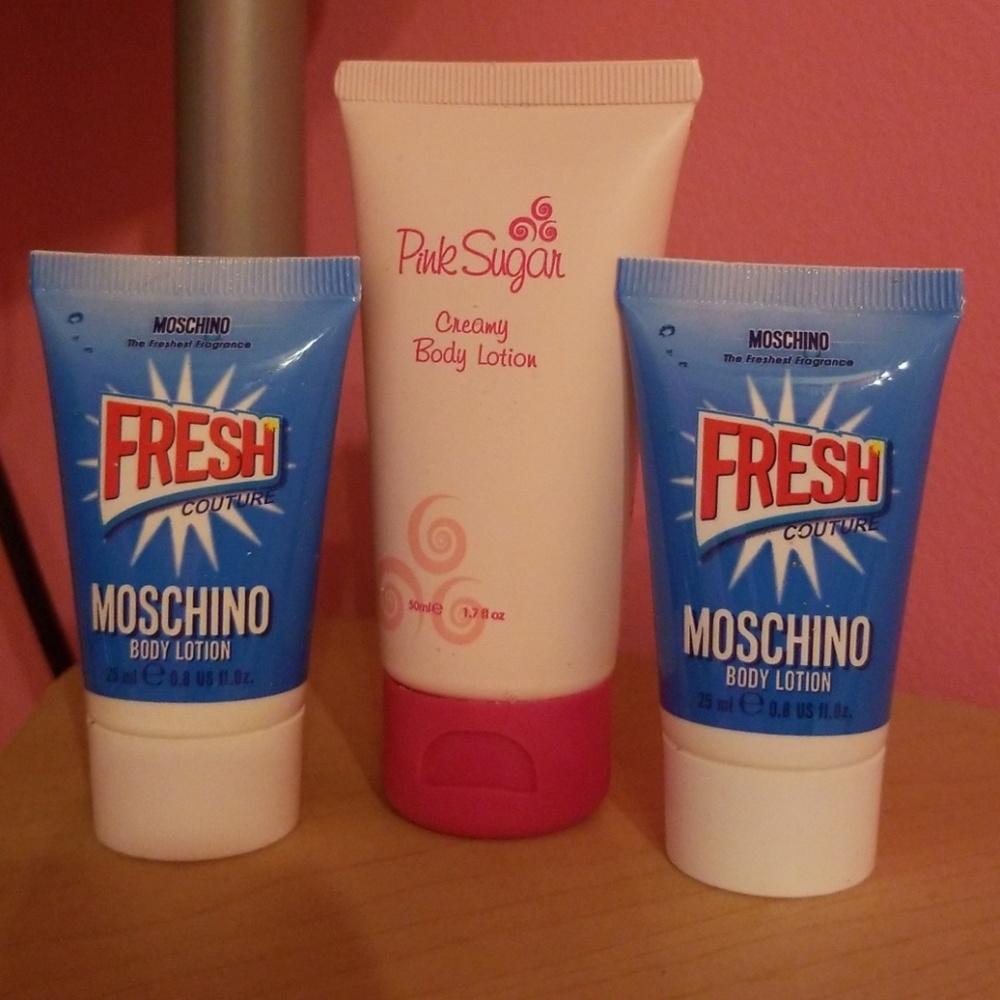 MOSCHINO
The Freshest Fragrance
FRESH
COUTURE
MOSCHINO
BODY LOTION
25 ml e 0.8 US fl.Oz.
Pink Sugar
Creamy
Body Lotion
50ml e 1.7 fl oz
MOSCHINO
The Freshest Fragrance
FRESH
COUTURE
MOSCHINO
BODY LOTION
25 ml e 0.8 US fl.Oz.